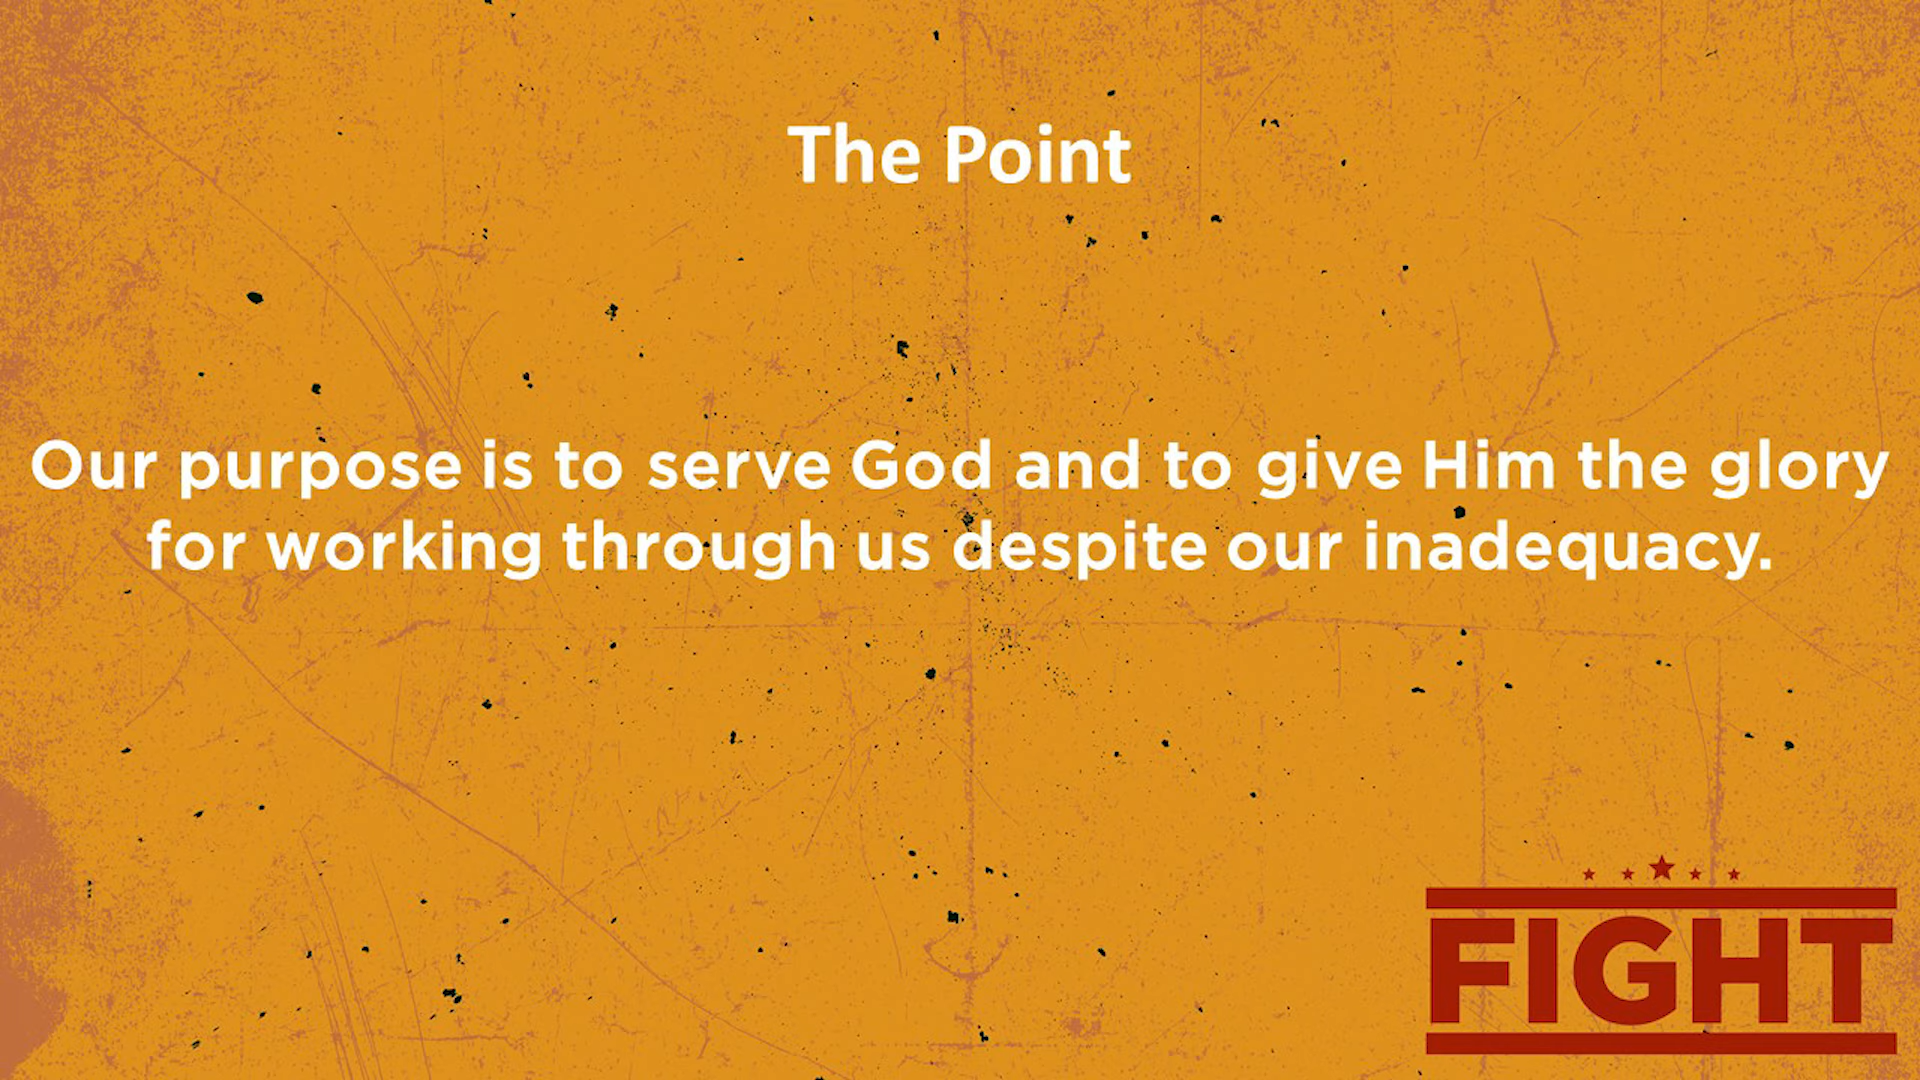 The Point
Our purpose is to serve God and to give Him the glory
for working through us despite our inadequacy.
FIGHT